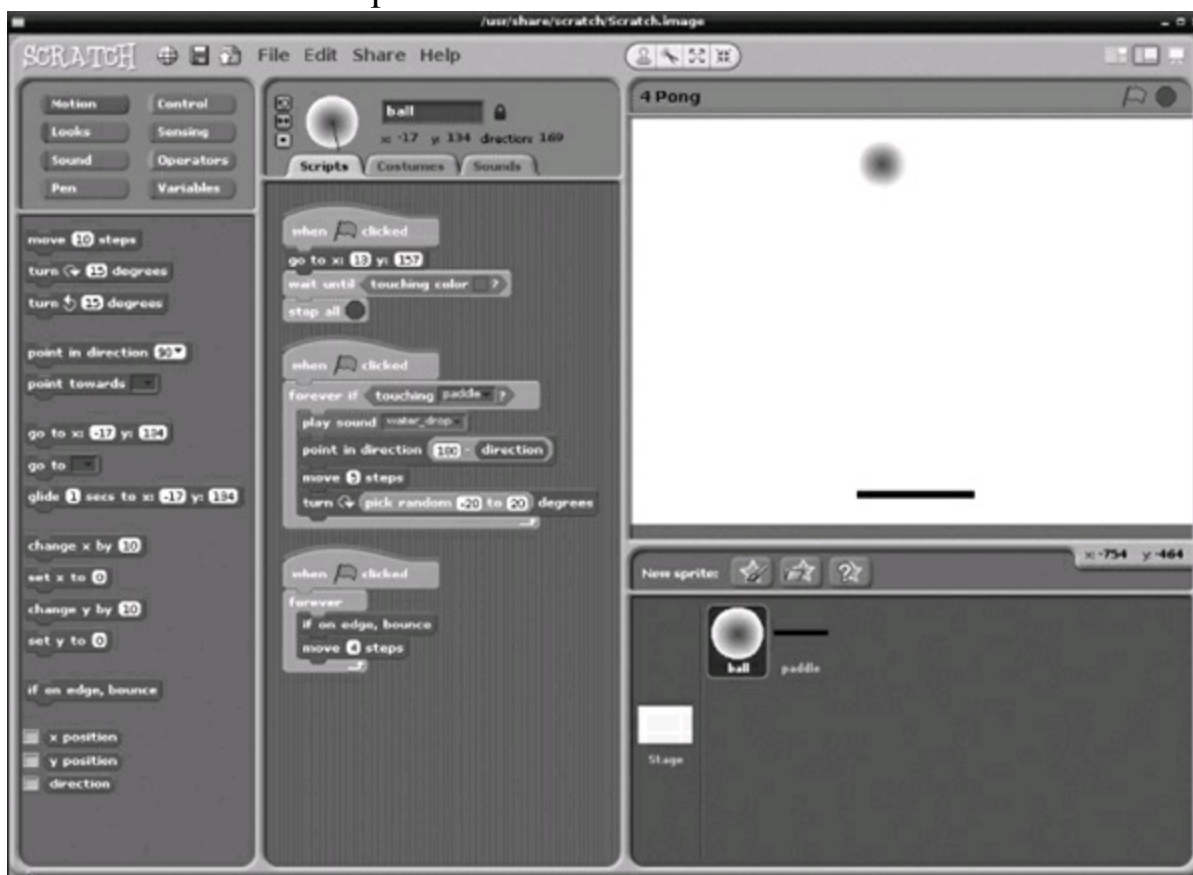 /usr/share/scratch/Scratch.image
SCRATCH File Edit Share Help
Motion Control
Looks Sensing
Sound Operators
Pen Variables
move 10 steps
turn 15 degrees
turn 15 degrees
point in direction 90
point towards
go to x: -17 y: 134
go to
glide 1 secs to x: -17 y: 134
change x by 10
set x to 0
change y by 10
set y to 0
if on edge, bounce
x position
y position
direction
ball
x: -17 y: 134 direction: 169
Scripts Costumes Sounds
when clicked
go to x: 13 y: 157
wait until touching color ?
stop all
when clicked
forever if touching paddle ?
play sound water_drop
point in direction 180 - direction
move steps
turn pick random -20 to 20 degrees
when clicked
forever
if on edge, bounce
move 4 steps
4 Pong
x: -754 y: -464
New sprite:
ball paddle
Stage